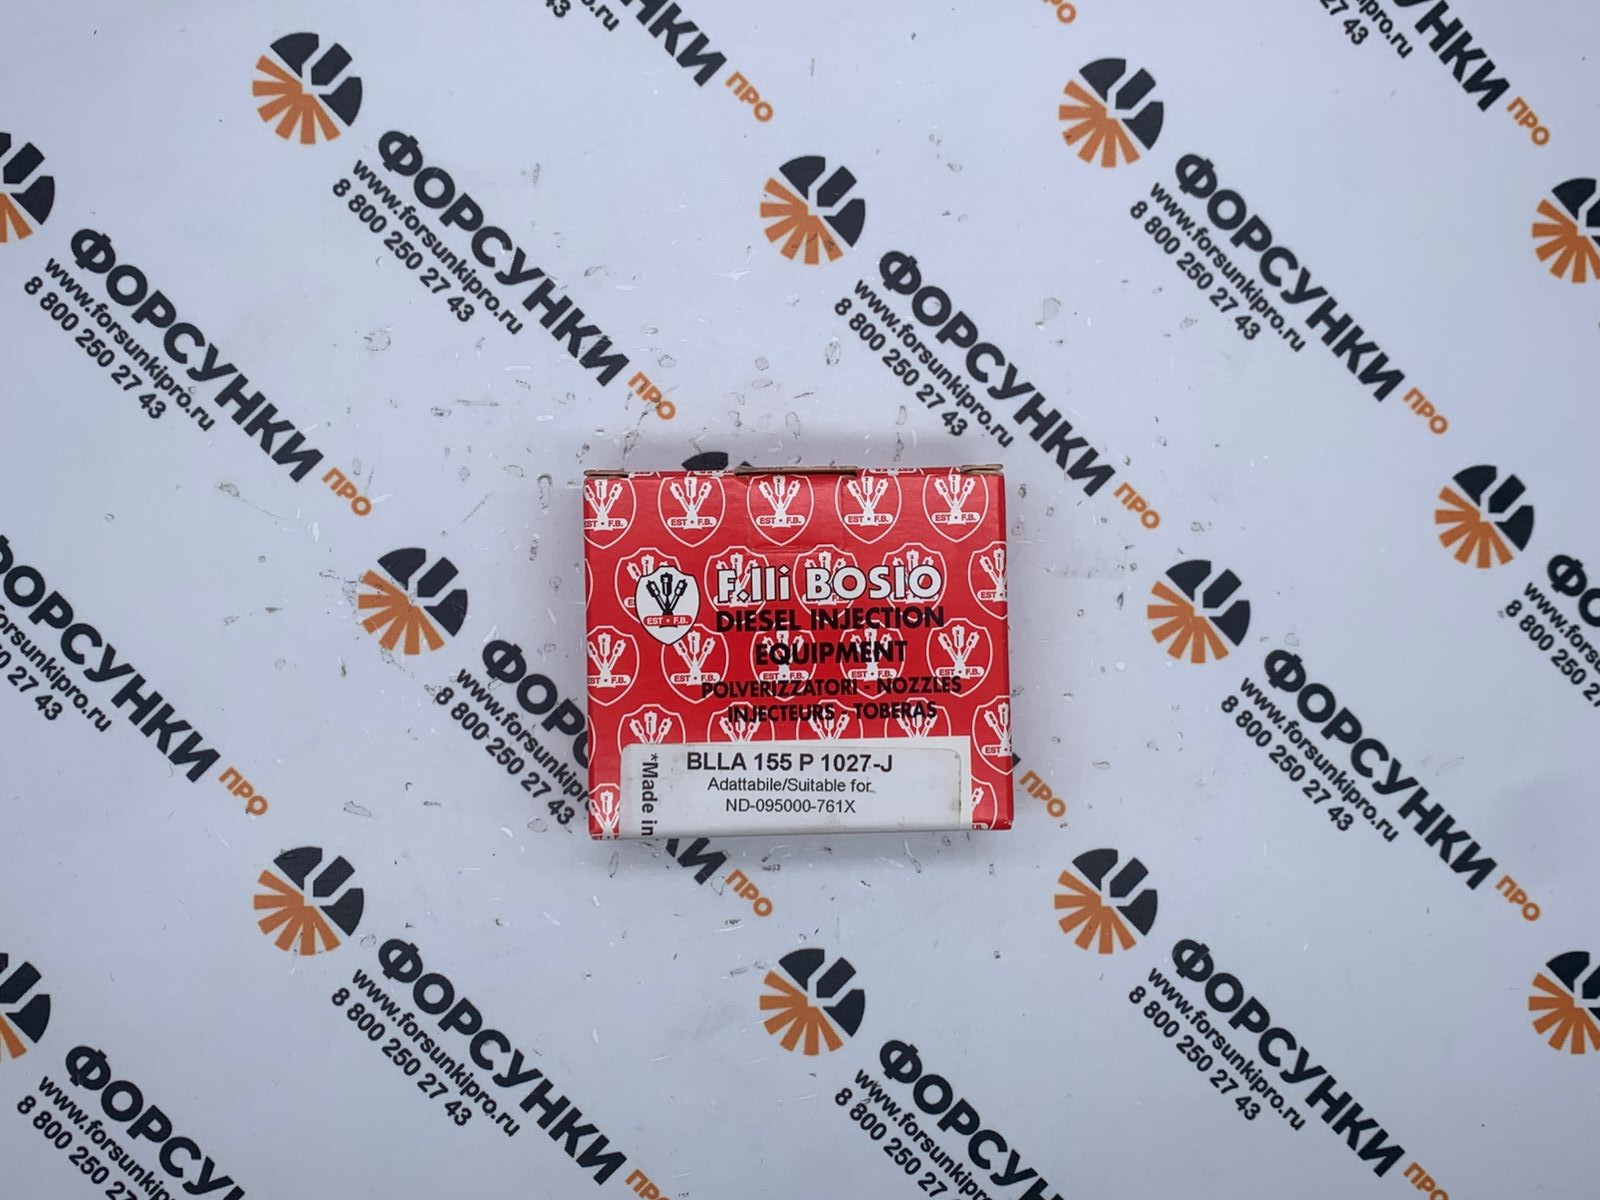 ФОРСУНКИ ПРО
www.forsunkipro.ru
8 800 250 27 43
F.lli BOSIO
DIESEL INJECTION
EQUIPMENT
POLVERIZZATORI - NOZZLES
INJECTEURS - TOBERAS
EST • F.B.
BLLA 155 P 1027-J
Adattabile/Suitable for
ND-095000-761X
*Made in